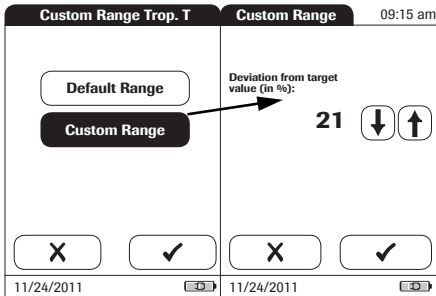 Custom Range Trop. T
Default Range
Custom Range
11/24/2011
Custom Range
09:15 am
Deviation from target
value (in %):
21
11/24/2011